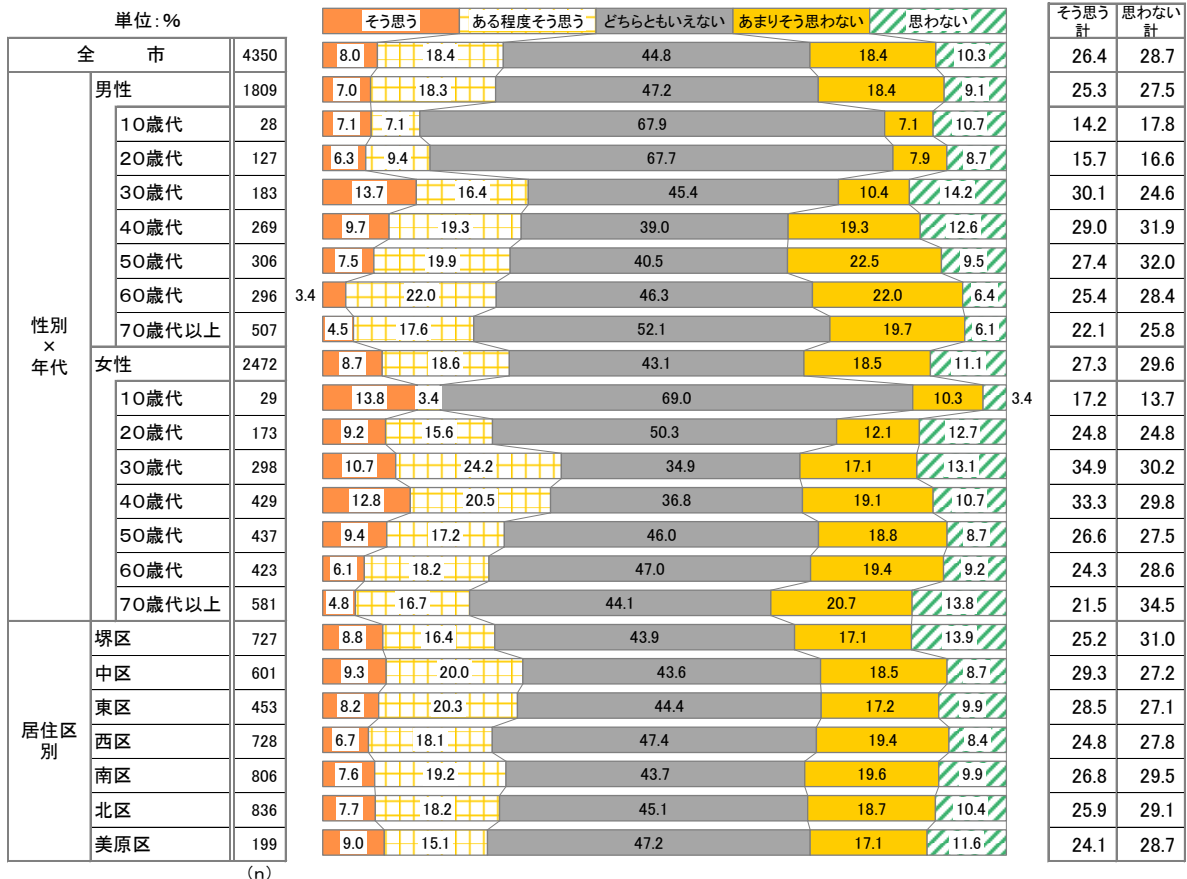 単位：％
そう思う ある程度そう思う どちらともいえない あまりそう思わない 思わない そう思う計 思わない計
全市 4350 8.0 18.4 44.8 18.4 10.3 26.4 28.7
性別×年代
男性 1809 7.0 18.3 47.2 18.4 9.1 25.3 27.5
10歳代 28 7.1 7.1 67.9 7.1 10.7 14.2 17.8
20歳代 127 6.3 9.4 67.7 7.9 8.7 15.7 16.6
30歳代 183 13.7 16.4 45.4 10.4 14.2 30.1 24.6
40歳代 269 9.7 19.3 39.0 19.3 12.6 29.0 31.9
50歳代 306 7.5 19.9 40.5 22.5 9.5 27.4 32.0
60歳代 296 3.4 22.0 46.3 22.0 6.4 25.4 28.4
70歳代以上 507 4.5 17.6 52.1 19.7 6.1 22.1 25.8
女性 2472 8.7 18.6 43.1 18.5 11.1 27.3 29.6
10歳代 29 13.8 3.4 69.0 10.3 3.4 17.2 13.7
20歳代 173 9.2 15.6 50.3 12.1 12.7 24.8 24.8
30歳代 298 10.7 24.2 34.9 17.1 13.1 34.9 30.2
40歳代 429 12.8 20.5 36.8 19.1 10.7 33.3 29.8
50歳代 437 9.4 17.2 46.0 18.8 8.7 26.6 27.5
60歳代 423 6.1 18.2 47.0 19.4 9.2 24.3 28.6
70歳代以上 581 4.8 16.7 44.1 20.7 13.8 21.5 34.5
居住区別
堺区 727 8.8 16.4 43.9 17.1 13.9 25.2 31.0
中区 601 9.3 20.0 43.6 18.5 8.7 29.3 27.2
東区 453 8.2 20.3 44.4 17.2 9.9 28.5 27.1
西区 728 6.7 18.1 47.4 19.4 8.4 24.8 27.8
南区 806 7.6 19.2 43.7 19.6 9.9 26.8 29.5
北区 836 7.7 18.2 45.1 18.7 10.4 25.9 29.1
美原区 199 9.0 15.1 47.2 17.1 11.6 24.1 28.7
(n)